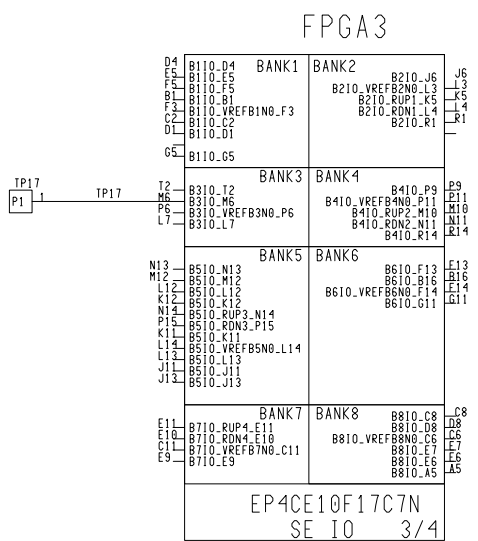 FPGA3
BANK1 BANK2
D4 B1IO_D4
E5 B1IO_E5
F5 B1IO_F5
B1 B1IO_B1
F3 B1IO_VREFB1N0_F3
C2 B1IO_C2
D1 B1IO_D1
G5 B1IO_G5
B2IO_J6 J6
B2IO_VREFB2N0_L3 L3
B2IO_RUP1_K5 K5
B2IO_RDN1_L4 L4
B2IO_R1 R1
BANK3 BANK4
TP17
P1 1 TP17
T2 B3IO_T2
M6 B3IO_M6
P6 B3IO_VREFB3N0_P6
L7 B3IO_L7
B4IO_P9 P9
B4IO_VREFB4N0_P11 P11
B4IO_RUP2_M10 M10
B4IO_RDN2_N11 N11
B4IO_R14 R14
BANK5 BANK6
N13 B5IO_N13
M12 B5IO_M12
L12 B5IO_L12
K12 B5IO_K12
N14 B5IO_RUP3_N14
P15 B5IO_RDN3_P15
K11 B5IO_K11
L14 B5IO_VREFB5N0_L14
L13 B5IO_L13
J11 B5IO_J11
J13 B5IO_J13
B6IO_F13 F13
B6IO_B16 B16
B6IO_VREFB6N0_F14 F14
B6IO_G11 G11
BANK7 BANK8
E11 B7IO_RUP4_E11
E10 B7IO_RDN4_E10
C11 B7IO_VREFB7N0_C11
E9 B7IO_E9
B8IO_C8 C8
B8IO_D8 D8
B8IO_VREFB8N0_C6 C6
B8IO_E7 E7
B8IO_E6 E6
B8IO_A5 A5
EP4CE10F17C7N
SE IO 3/4